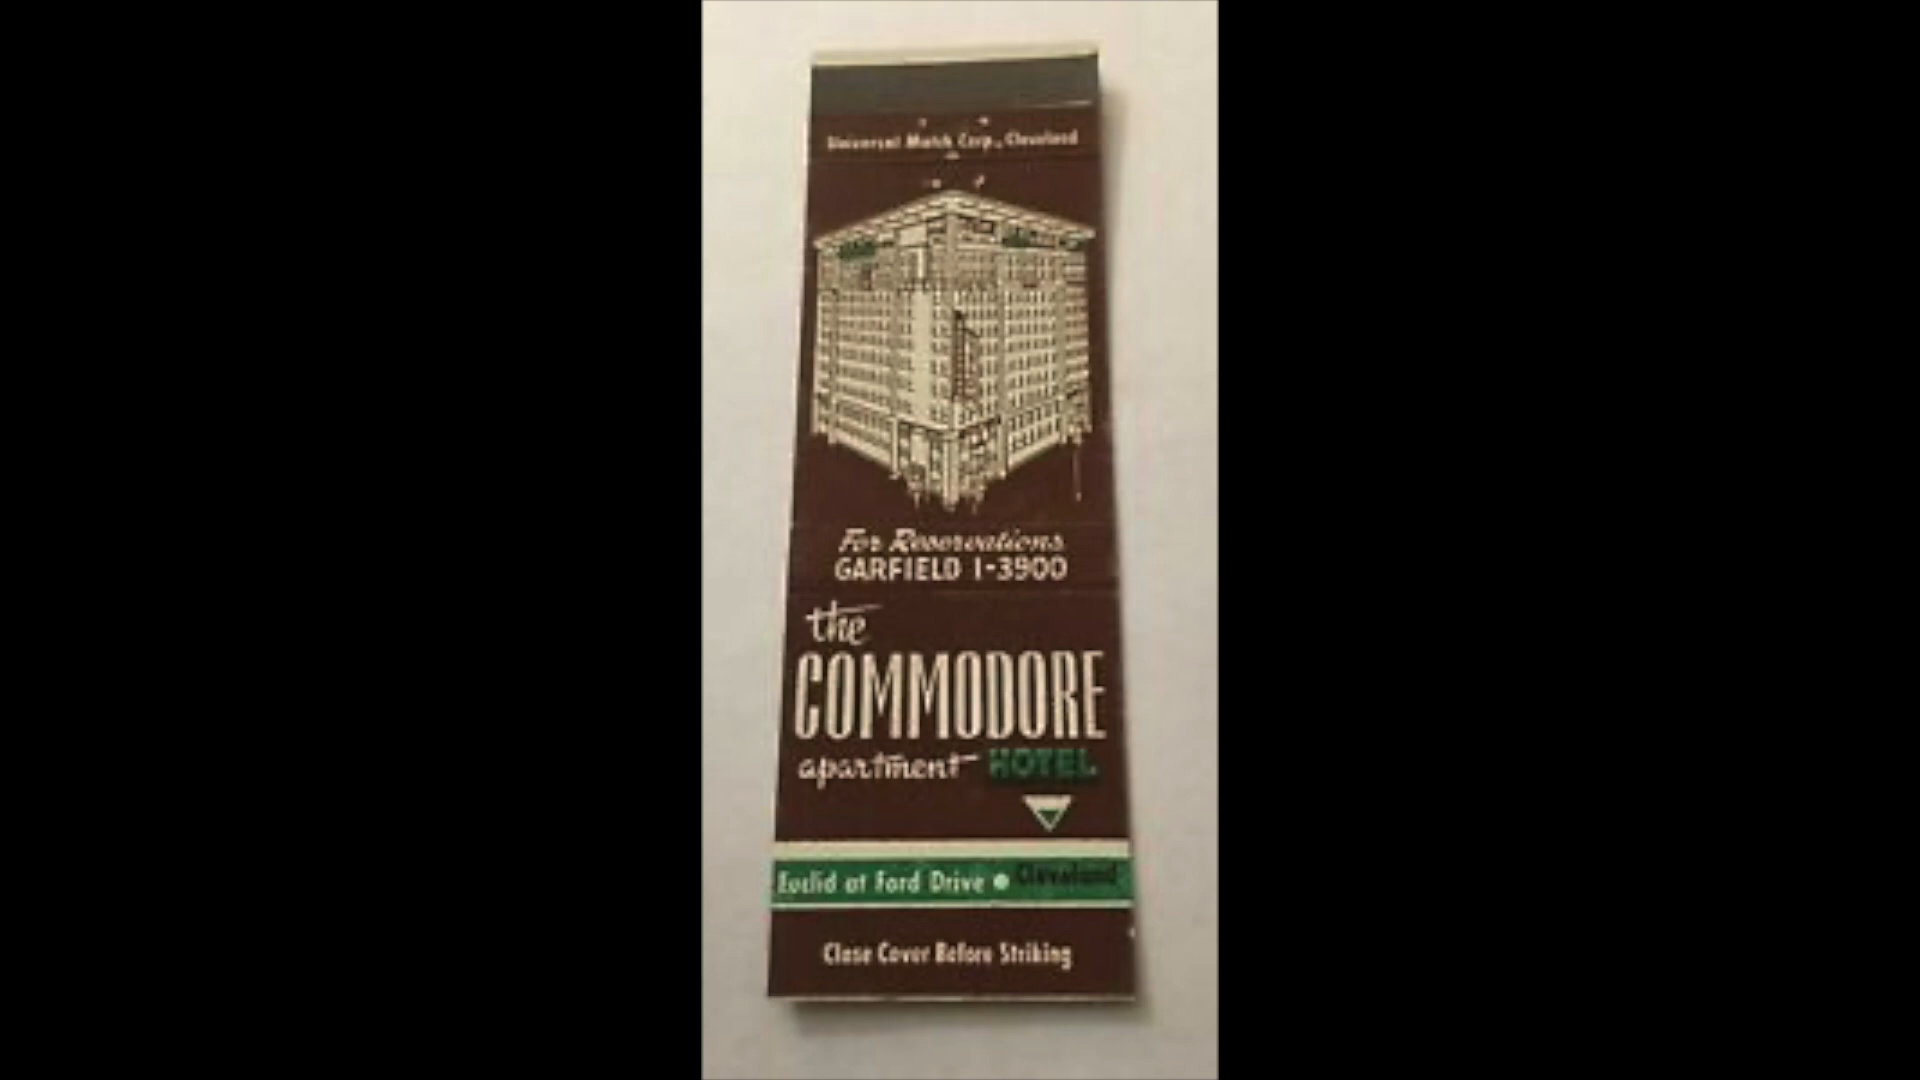 Universal Match Corp., Cleveland
For Reservations
GARFIELD 1-3900
the
COMMODORE
apartment HOTEL
Euclid at Ford Drive • Cleveland
Close Cover Before Striking